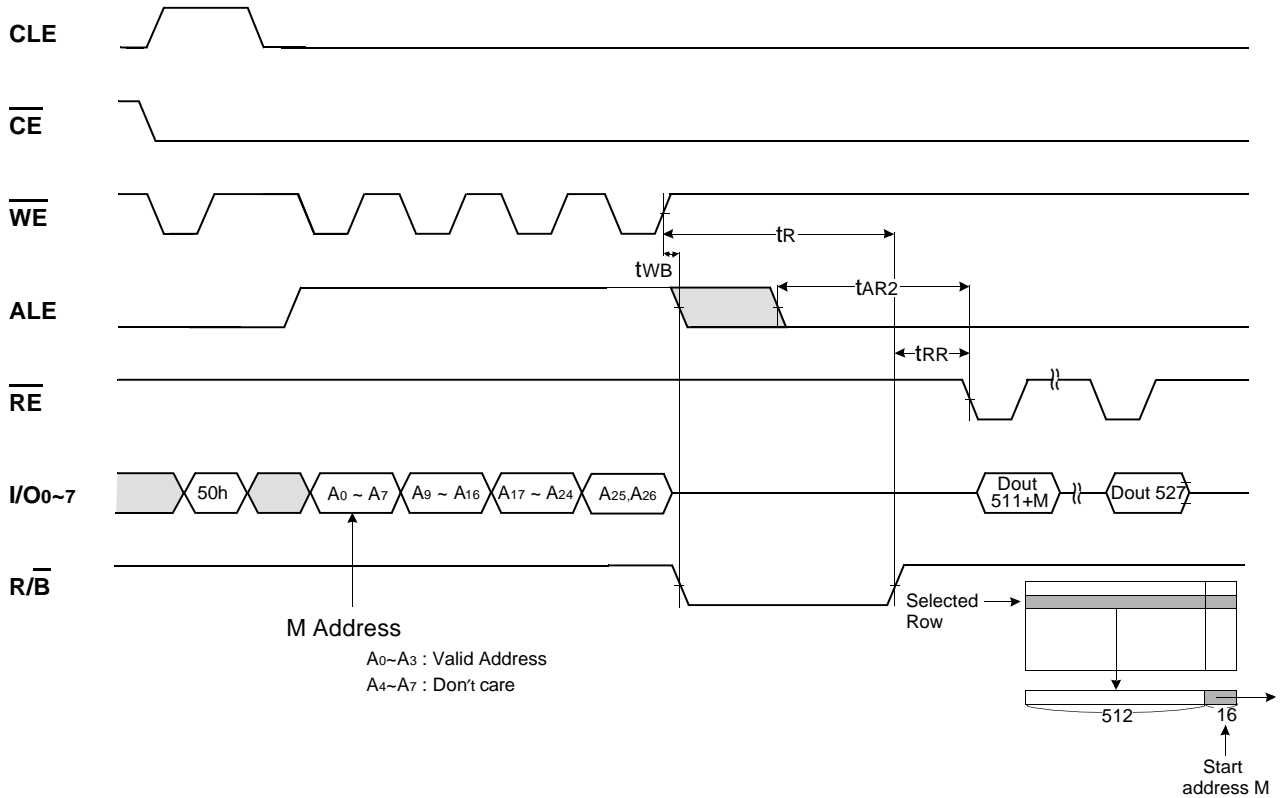 CLE
CE
WE
tR
tWB
ALE
tAR2
tRR
RE
I/O0~7
50h
A0 ~ A7
A9 ~ A16
A17 ~ A24
A25,A26
Dout
511+M
Dout 527
R/B
M Address
A0~A3 : Valid Address
A4~A7 : Don't care
Selected
Row
512
16
Start
address M